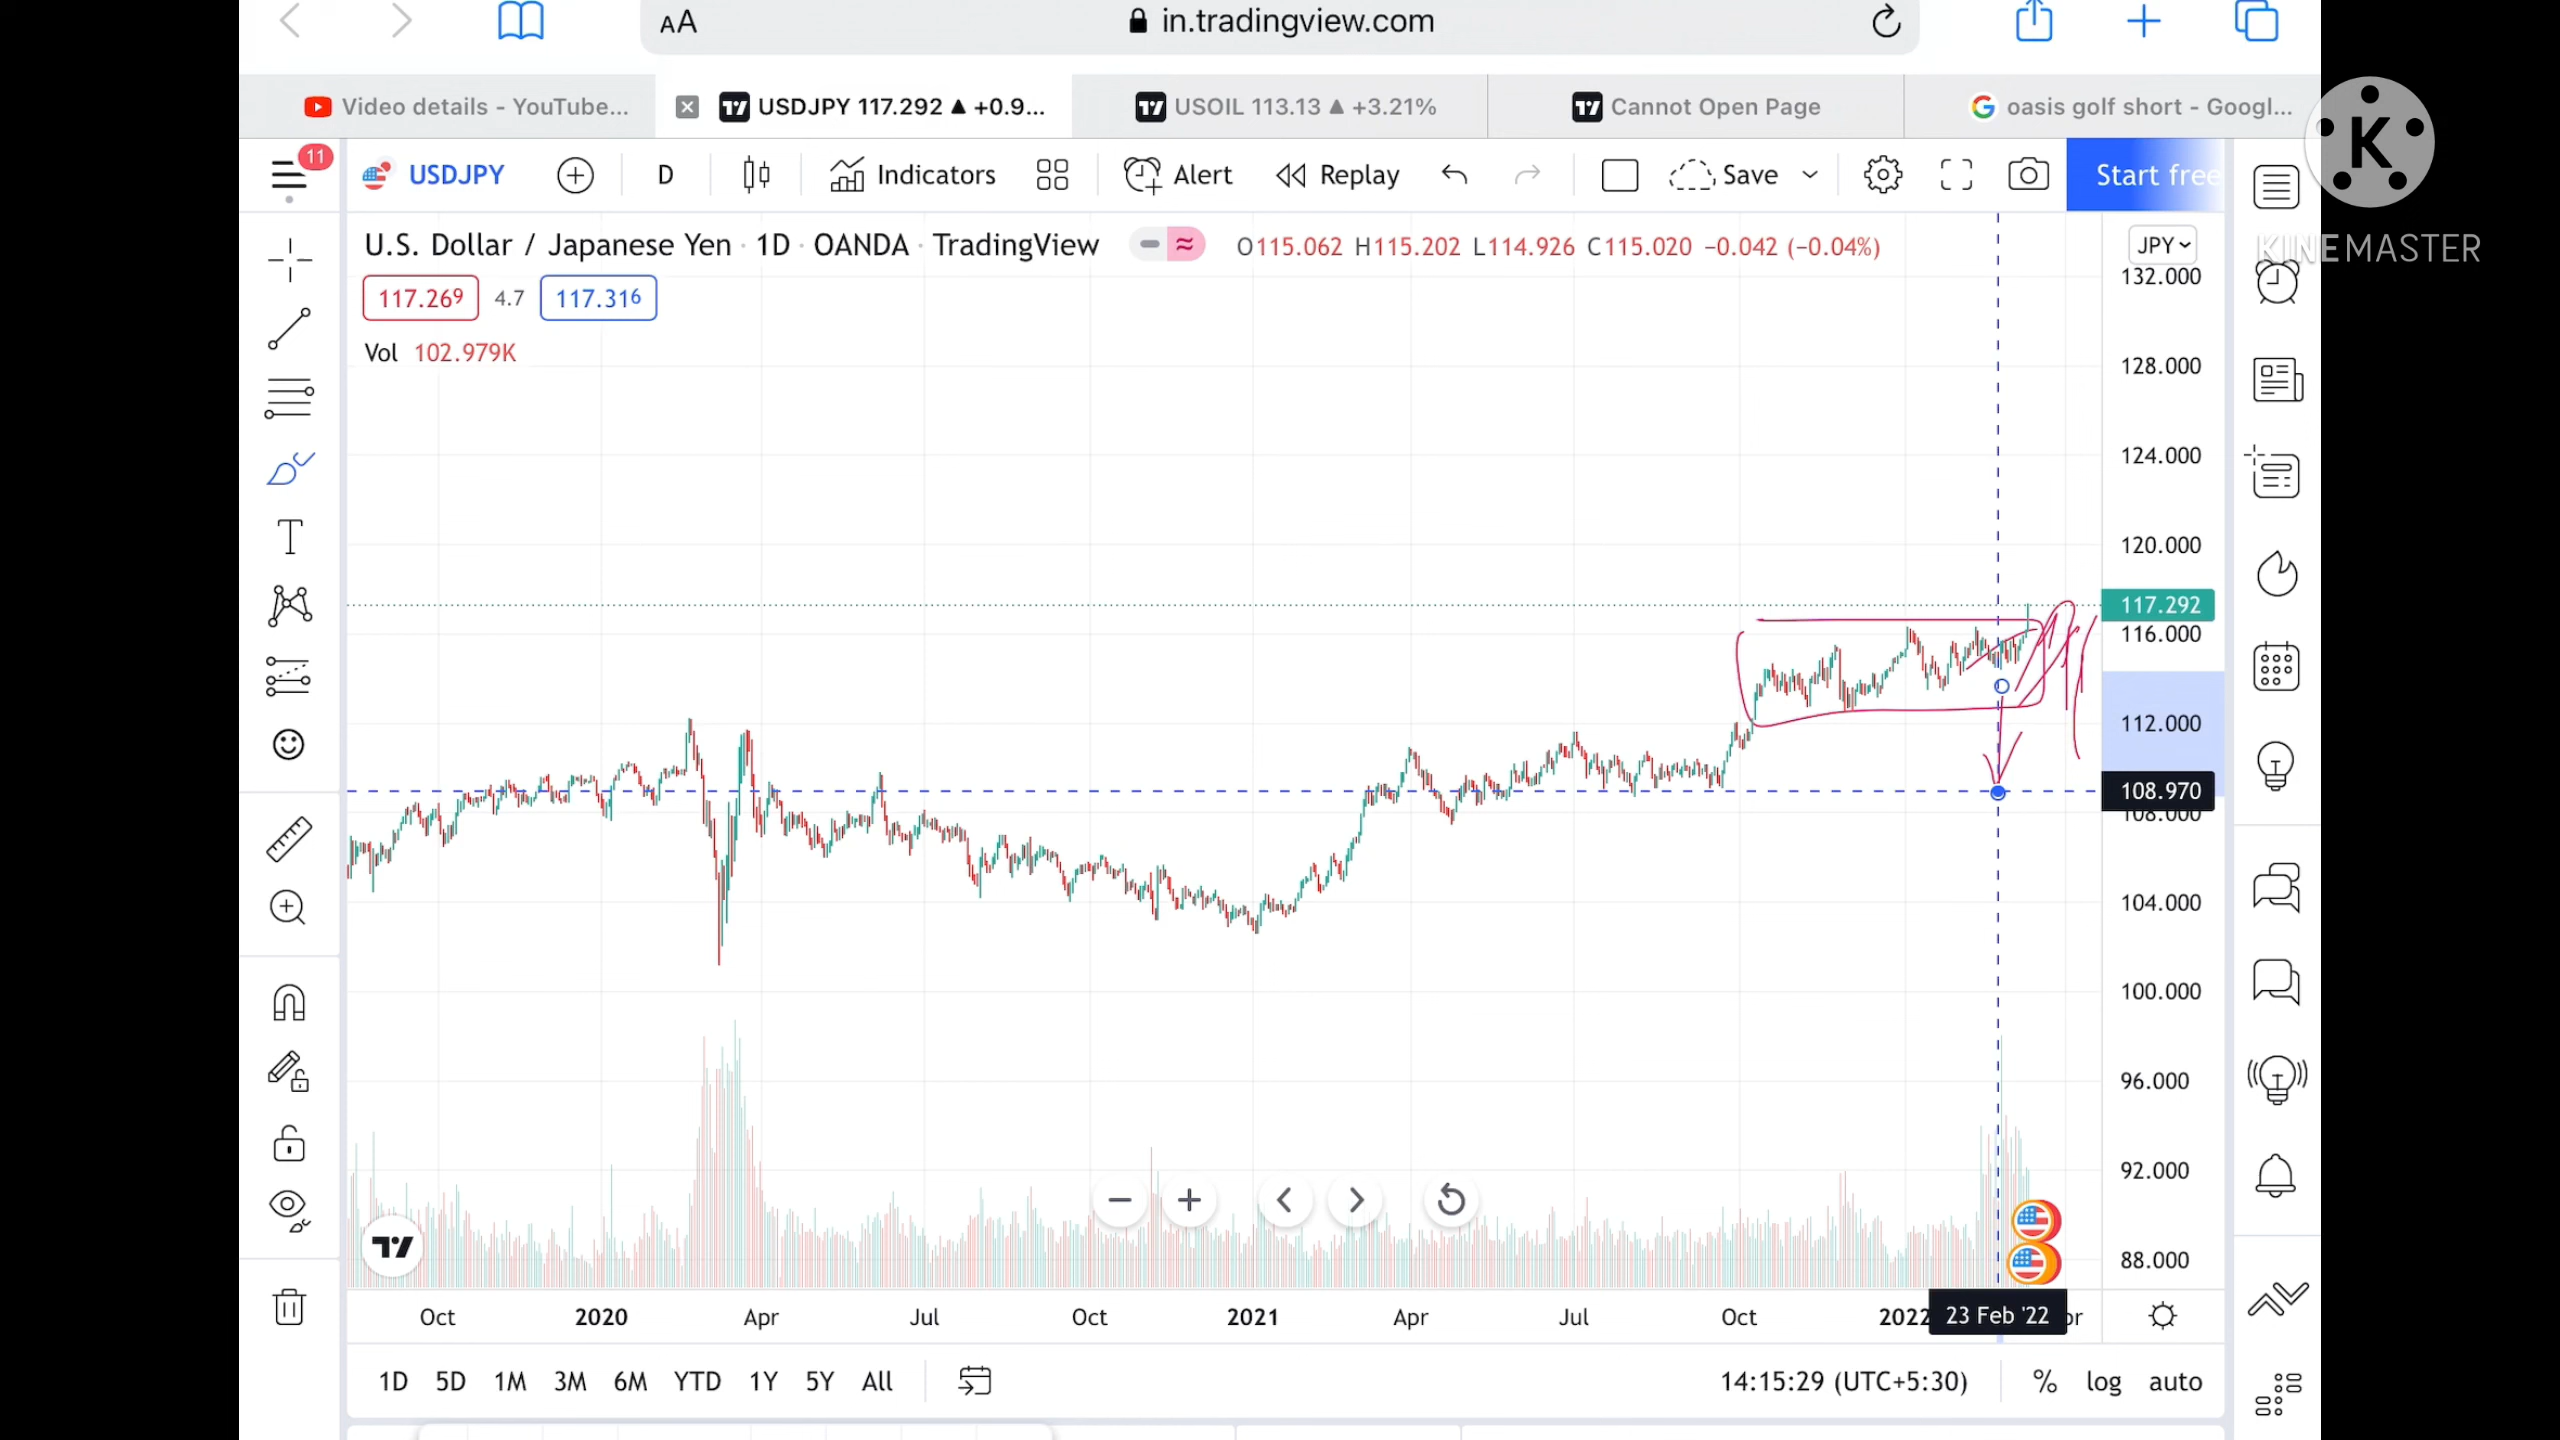 AA in.tradingview.com
Video details - YouTube...
USDJPY 117.292 ▲ +0.9...
USOIL 113.13 ▲ +3.21%
Cannot Open Page
oasis golf short - Googl...
K
KINEMASTER
11
USDJPY D Indicators Alert Replay Save Start free
U.S. Dollar / Japanese Yen · 1D · OANDA · TradingView
O115.062 H115.202 L114.926 C115.020 −0.042 (−0.04%)
JPY
117.269 4.7 117.316
Vol 102.979K
132.000
128.000
124.000
120.000
117.292
116.000
112.000
108.970
108.000
104.000
100.000
96.000
92.000
88.000
Oct 2020 Apr Jul Oct 2021 Apr Jul Oct 2022 23 Feb '22
1D 5D 1M 3M 6M YTD 1Y 5Y All
14:15:29 (UTC+5:30) % log auto